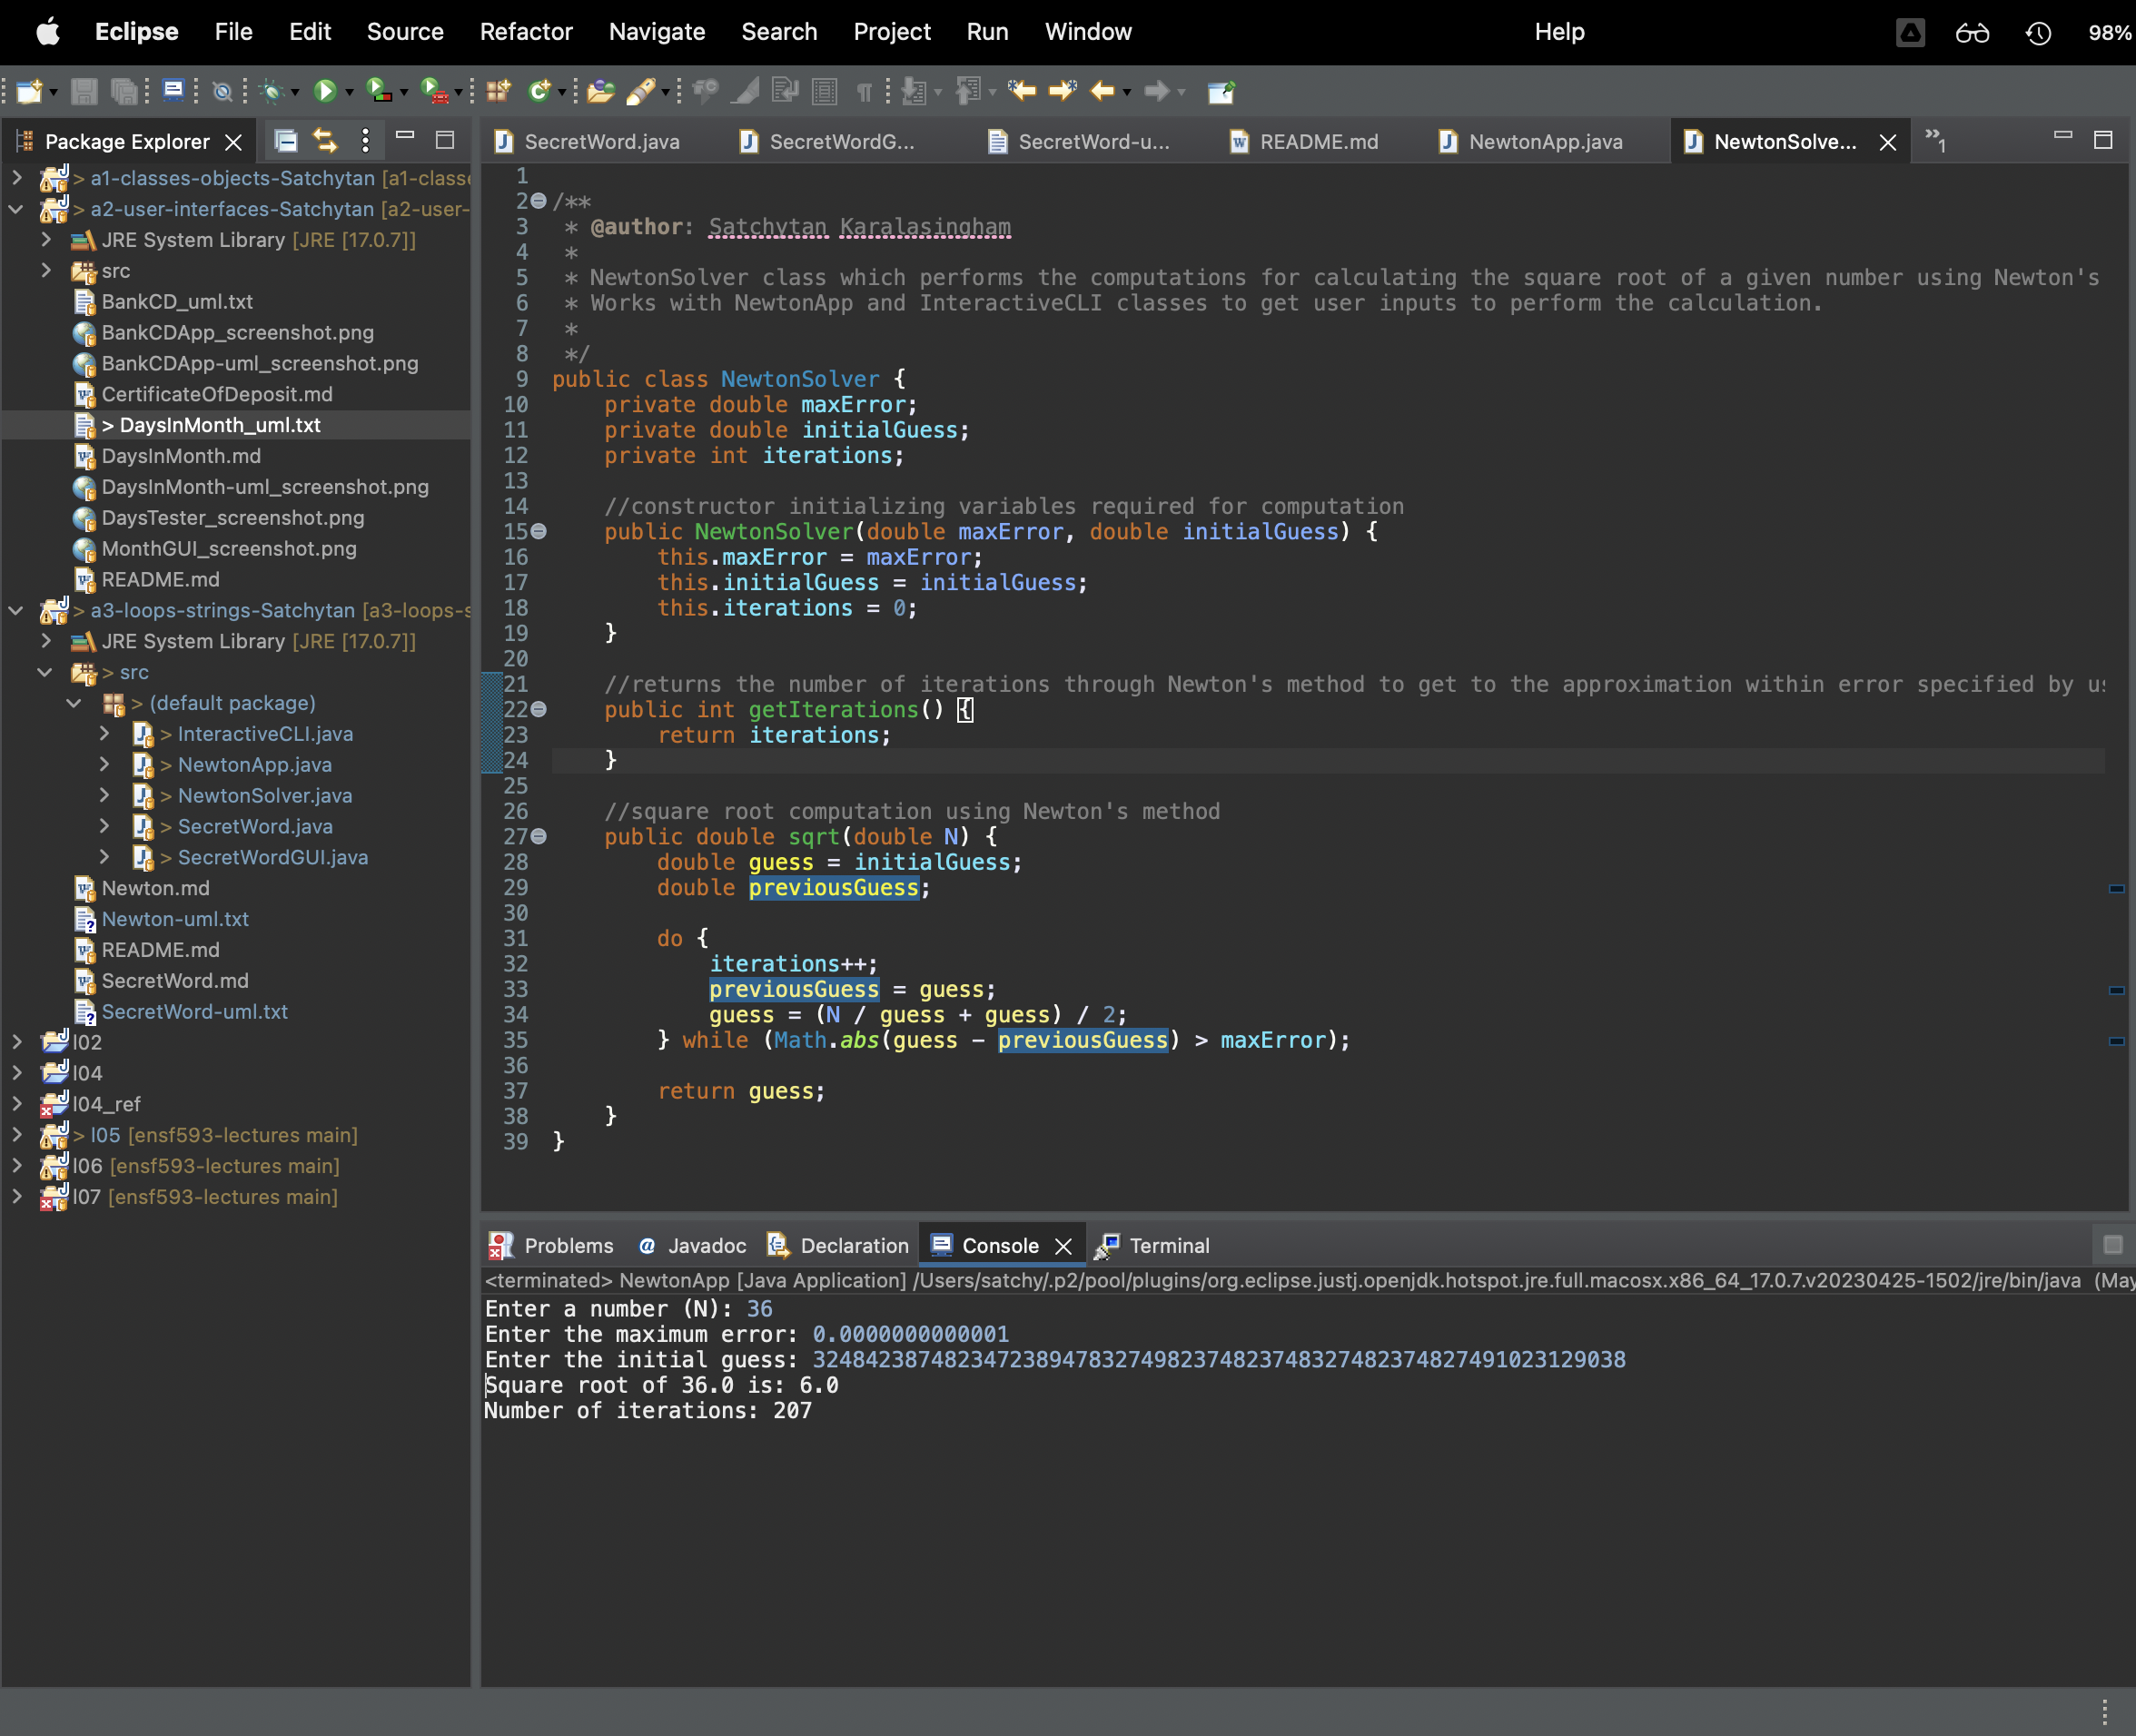 Eclipse File Edit Source Refactor Navigate Search Project Run Window Help 98%
Package Explorer
SecretWord.java SecretWordG... SecretWord-u... README.md NewtonApp.java NewtonSolve... »1
> a1-classes-objects-Satchytan [a1-classe
> a2-user-interfaces-Satchytan [a2-user-
JRE System Library [JRE [17.0.7]]
src
BankCD_uml.txt
BankCDApp_screenshot.png
BankCDApp-uml_screenshot.png
CertificateOfDeposit.md
> DaysInMonth_uml.txt
DaysInMonth.md
DaysInMonth-uml_screenshot.png
DaysTester_screenshot.png
MonthGUI_screenshot.png
README.md
> a3-loops-strings-Satchytan [a3-loops-s
JRE System Library [JRE [17.0.7]]
> src
> (default package)
> InteractiveCLI.java
> NewtonApp.java
> NewtonSolver.java
> SecretWord.java
> SecretWordGUI.java
Newton.md
Newton-uml.txt
README.md
SecretWord.md
SecretWord-uml.txt
l02
l04
l04_ref
> l05 [ensf593-lectures main]
l06 [ensf593-lectures main]
l07 [ensf593-lectures main]
1
2 /**
3 * @author: Satchytan Karalasingham
4 *
5 * NewtonSolver class which performs the computations for calculating the square root of a given number using Newton's
6 * Works with NewtonApp and InteractiveCLI classes to get user inputs to perform the calculation.
7 *
8 */
9 public class NewtonSolver {
10 private double maxError;
11 private double initialGuess;
12 private int iterations;
13
14 //constructor initializing variables required for computation
15 public NewtonSolver(double maxError, double initialGuess) {
16 this.maxError = maxError;
17 this.initialGuess = initialGuess;
18 this.iterations = 0;
19 }
20
21 //returns the number of iterations through Newton's method to get to the approximation within error specified by us
22 public int getIterations() {
23 return iterations;
24 }
25
26 //square root computation using Newton's method
27 public double sqrt(double N) {
28 double guess = initialGuess;
29 double previousGuess;
30
31 do {
32 iterations++;
33 previousGuess = guess;
34 guess = (N / guess + guess) / 2;
35 } while (Math.abs(guess - previousGuess) > maxError);
36
37 return guess;
38 }
39 }
Problems Javadoc Declaration Console Terminal
<terminated> NewtonApp [Java Application] /Users/satchy/.p2/pool/plugins/org.eclipse.justj.openjdk.hotspot.jre.full.macosx.x86_64_17.0.7.v20230425-1502/jre/bin/java (May
Enter a number (N): 36
Enter the maximum error: 0.0000000000001
Enter the initial guess: 32484238748234723894783274982374823748327482374827491023129038
Square root of 36.0 is: 6.0
Number of iterations: 207